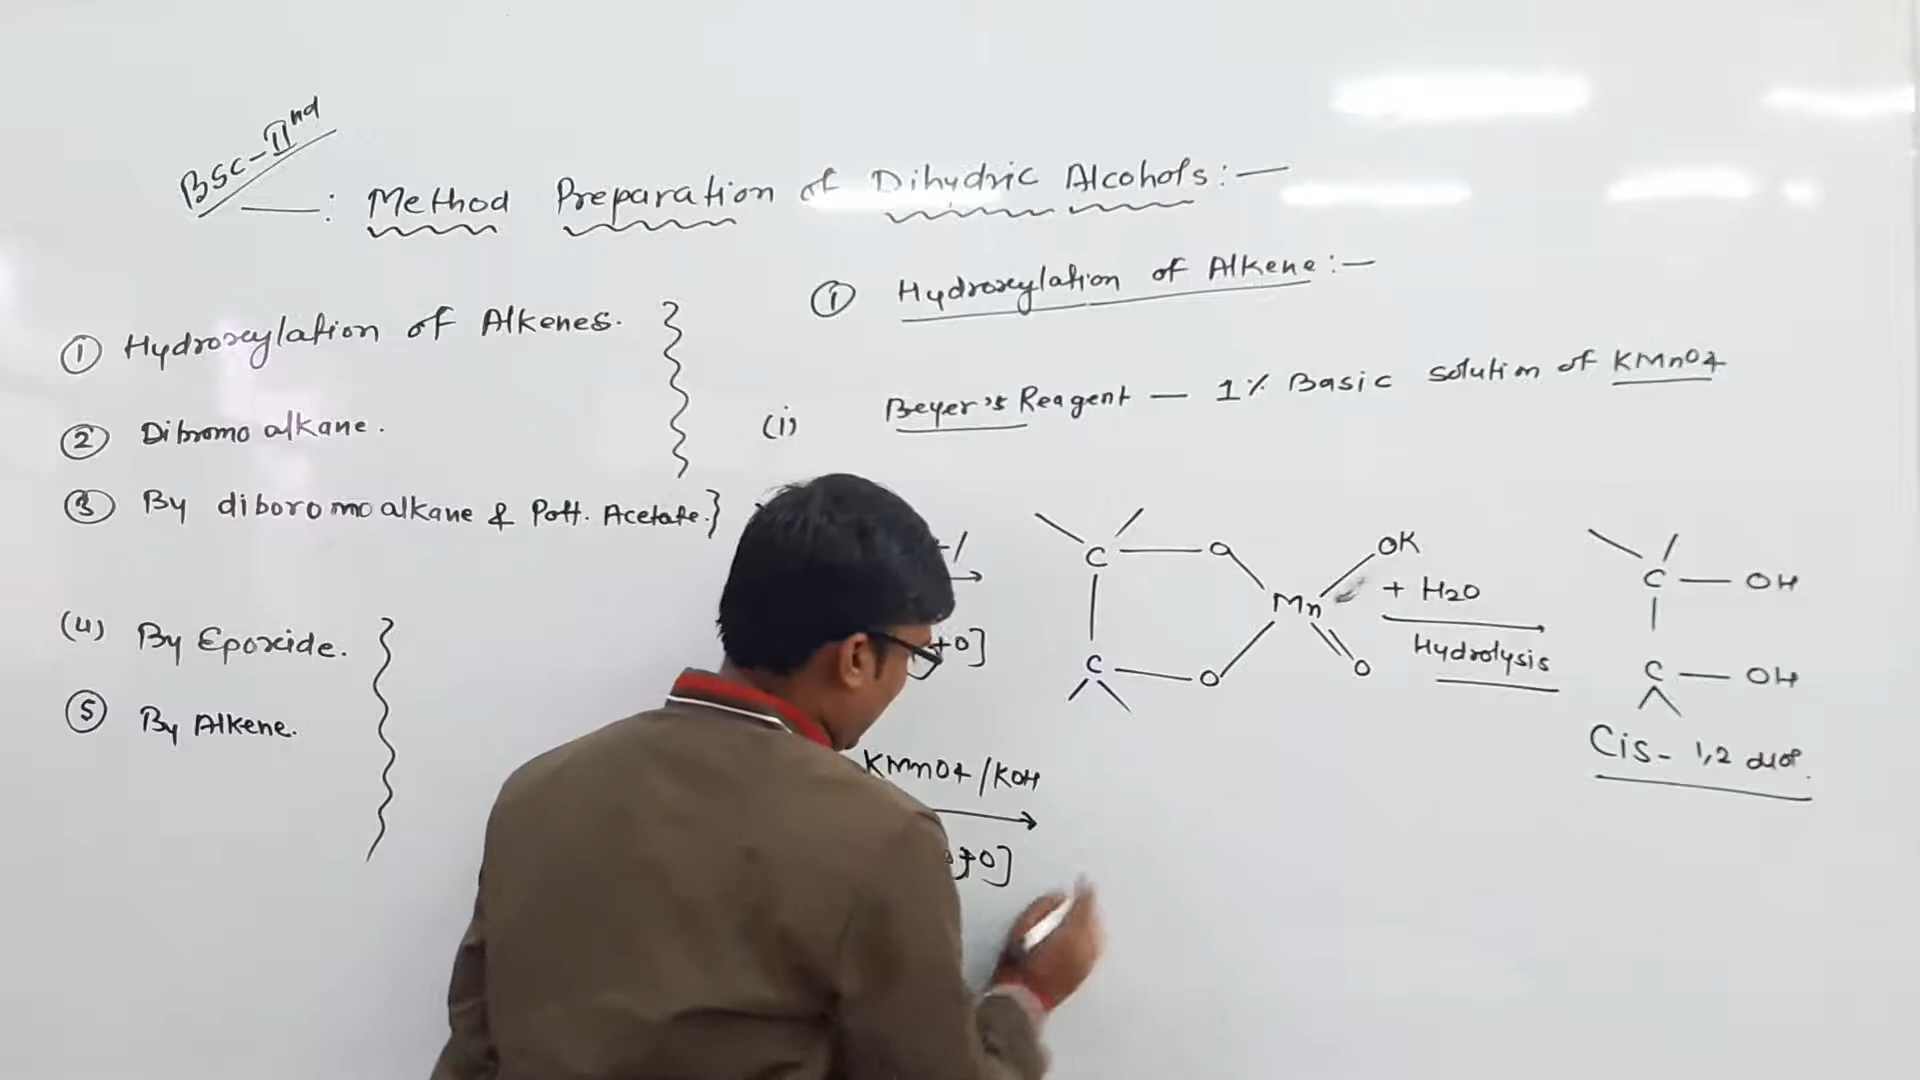 BSC-IInd
: Method Preparation of Dihydric Alcohols:-
① Hydroxylation of Alkenes.
② Dibromo alkane.
③ By diboromoalkane & Pott. Acetate.}
(4) By Epoxide.
⑤ By Alkene.
① Hydroxylation of Alkene:-
(i) Beyer's Reagent - 1% Basic solution of KMnO4
C O Mn OK
C O O
+ H2O
Hydrolysis
C - OH
C - OH
Cis- 1,2 diol.
+O]
KMnO4/KOH
+O]